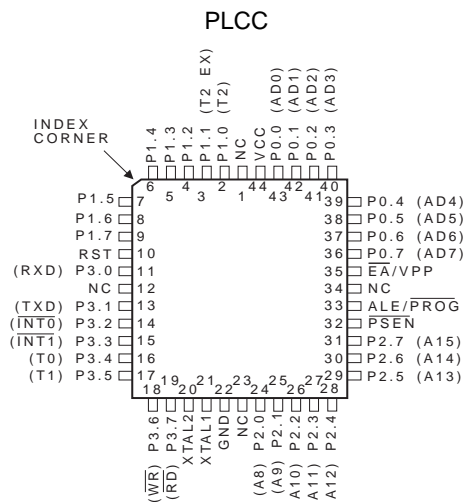 PLCC
INDEX
CORNER
P1.4
P1.3
P1.2
P1.1 (T2 EX)
P1.0 (T2)
NC
VCC
P0.0 (AD0)
P0.1 (AD1)
P0.2 (AD2)
P0.3 (AD3)
6
5
4
3
2
1
44
43
42
41
40
P1.5 7
P1.6 8
P1.7 9
RST 10
(RXD) P3.0 11
NC 12
(TXD) P3.1 13
(INT0) P3.2 14
(INT1) P3.3 15
(T0) P3.4 16
(T1) P3.5 17
39 P0.4 (AD4)
38 P0.5 (AD5)
37 P0.6 (AD6)
36 P0.7 (AD7)
35 EA/VPP
34 NC
33 ALE/PROG
32 PSEN
31 P2.7 (A15)
30 P2.6 (A14)
29 P2.5 (A13)
18
19
20
21
22
23
24
25
26
27
28
(WR) P3.6
(RD) P3.7
XTAL2
XTAL1
GND
NC
(A8) P2.0
(A9) P2.1
A10) P2.2
A11) P2.3
A12) P2.4